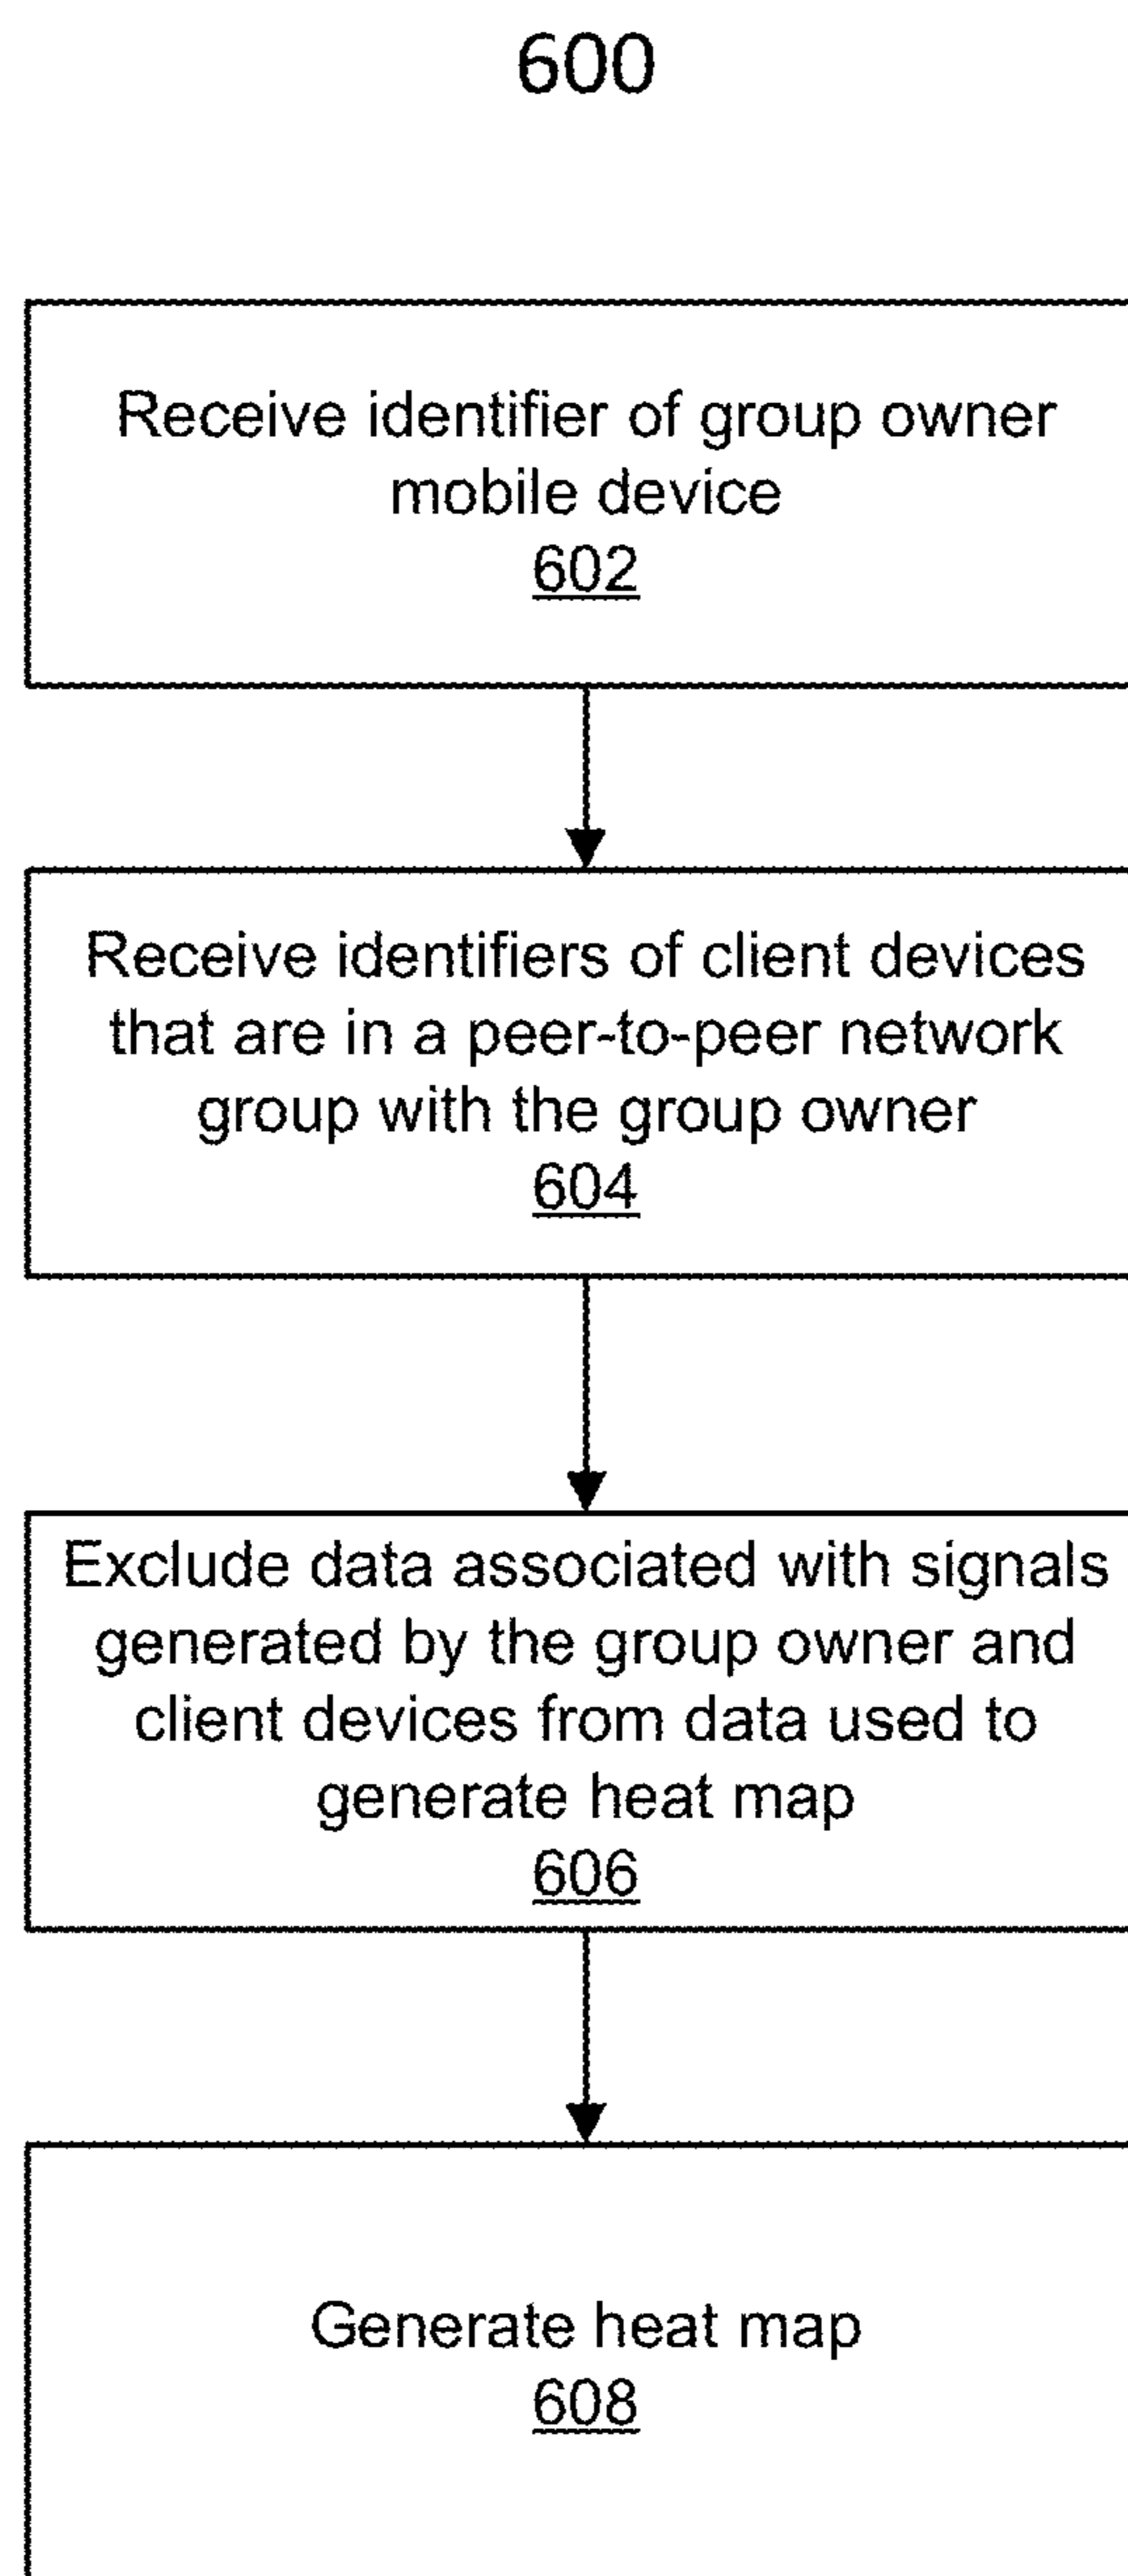 600
Receive identifier of group owner
mobile device
602
Receive identifiers of client devices
that are in a peer-to-peer network
group with the group owner
604
Exclude data associated with signals
generated by the group owner and
client devices from data used to
generate heat map
606
Generate heat map
608